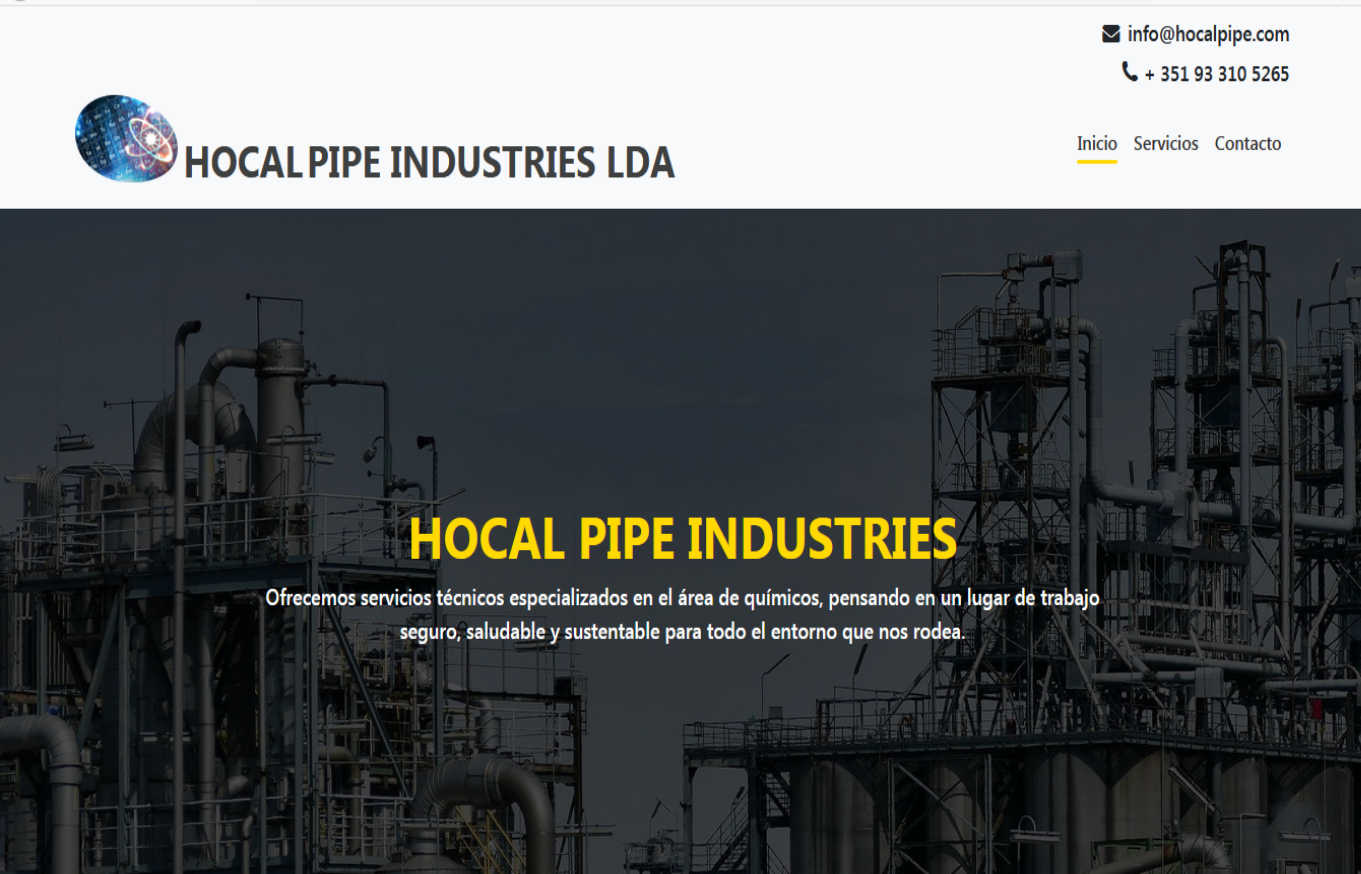 info@hocalpipe.com
+ 351 93 310 5265
HOCAL PIPE INDUSTRIES LDA
Inicio Servicios Contacto
HOCAL PIPE INDUSTRIES
Ofrecemos servicios técnicos especializados en el área de químicos, pensando en un lugar de trabajo
seguro, saludable y sustentable para todo el entorno que nos rodea.